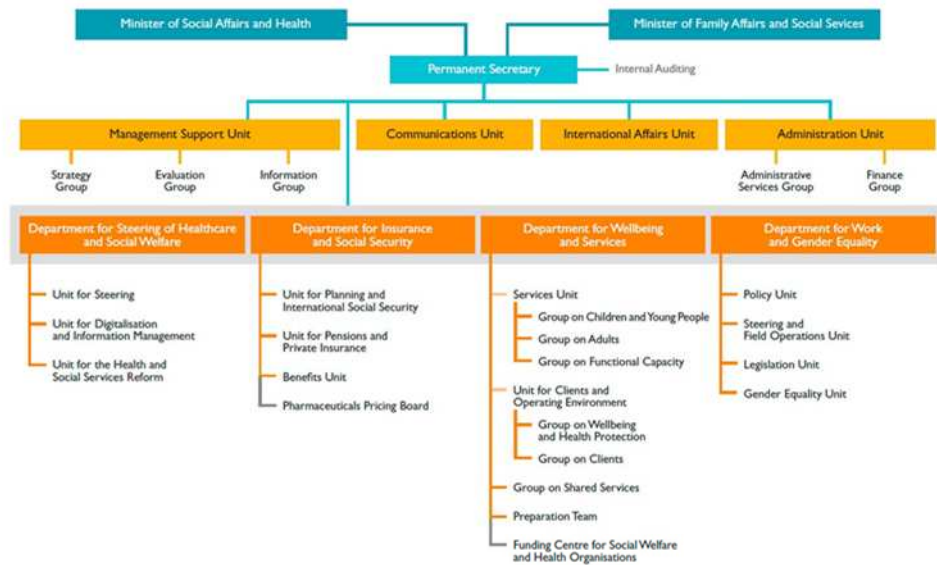 Minister of Social Affairs and Health
Minister of Family Affairs and Social Sevices
Permanent Secretary
Internal Auditing
Management Support Unit
Communications Unit
International Affairs Unit
Administration Unit
Strategy
Group
Evaluation
Group
Information
Group
Administrative
Services Group
Finance
Group
Department for Steering of Healthcare
and Social Welfare
Department for Insurance
and Social Security
Department for Wellbeing
and Services
Department for Work
and Gender Equality
Unit for Steering
Unit for Digitalisation
and Information Management
Unit for the Health and
Social Services Reform
Unit for Planning and
International Social Security
Unit for Pensions and
Private Insurance
Benefits Unit
Pharmaceuticals Pricing Board
Services Unit
Group on Children and Young People
Group on Adults
Group on Functional Capacity
Unit for Clients and
Operating Environment
Group on Wellbeing
and Health Protection
Group on Clients
Group on Shared Services
Preparation Team
Funding Centre for Social Welfare
and Health Organisations
Policy Unit
Steering and
Field Operations Unit
Legislation Unit
Gender Equality Unit